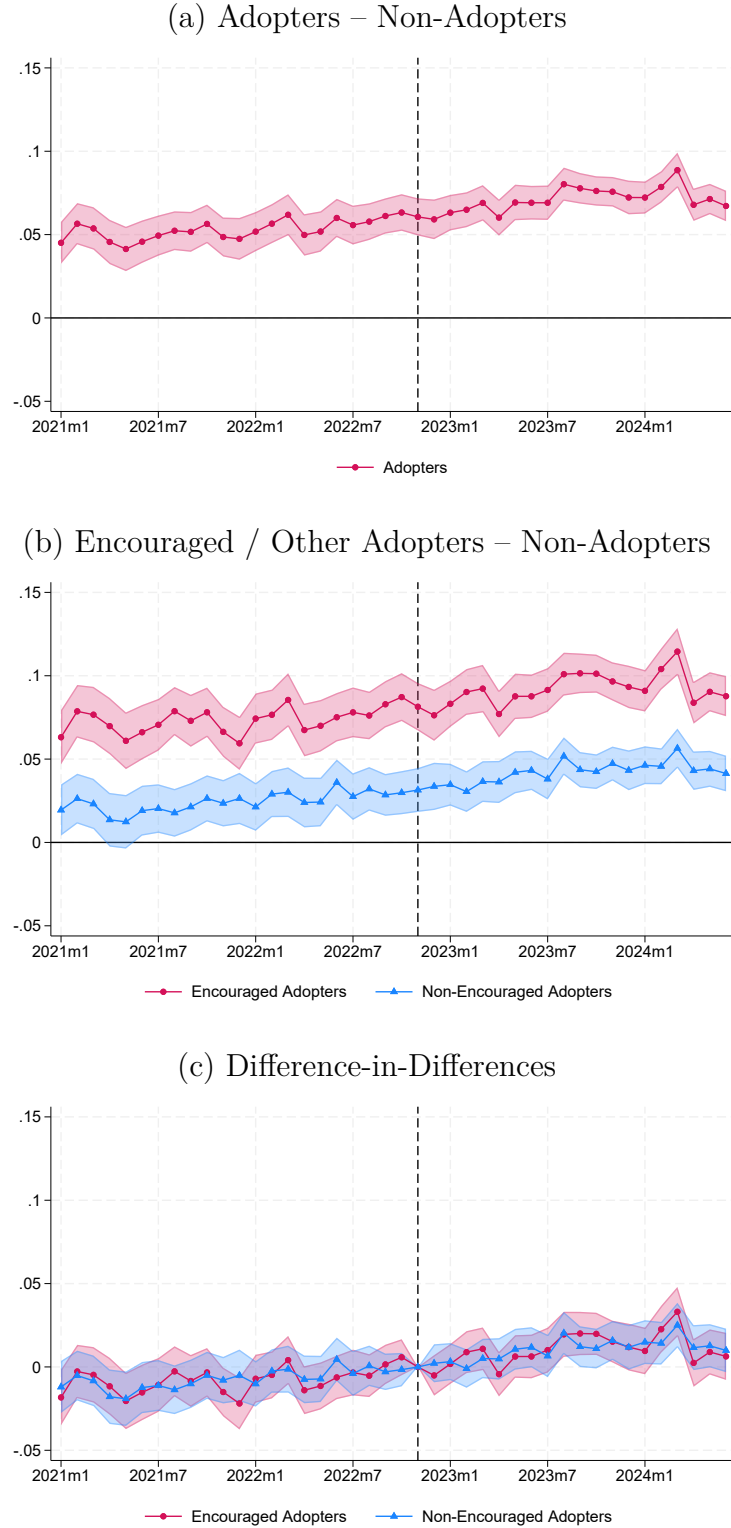 (a) Adopters – Non-Adopters
.15
.1
.05
0
-.05
2021m1 2021m7 2022m1 2022m7 2023m1 2023m7 2024m1
Adopters
(b) Encouraged / Other Adopters – Non-Adopters
.15
.1
.05
0
-.05
2021m1 2021m7 2022m1 2022m7 2023m1 2023m7 2024m1
Encouraged Adopters Non-Encouraged Adopters
(c) Difference-in-Differences
.15
.1
.05
0
-.05
2021m1 2021m7 2022m1 2022m7 2023m1 2023m7 2024m1
Encouraged Adopters Non-Encouraged Adopters